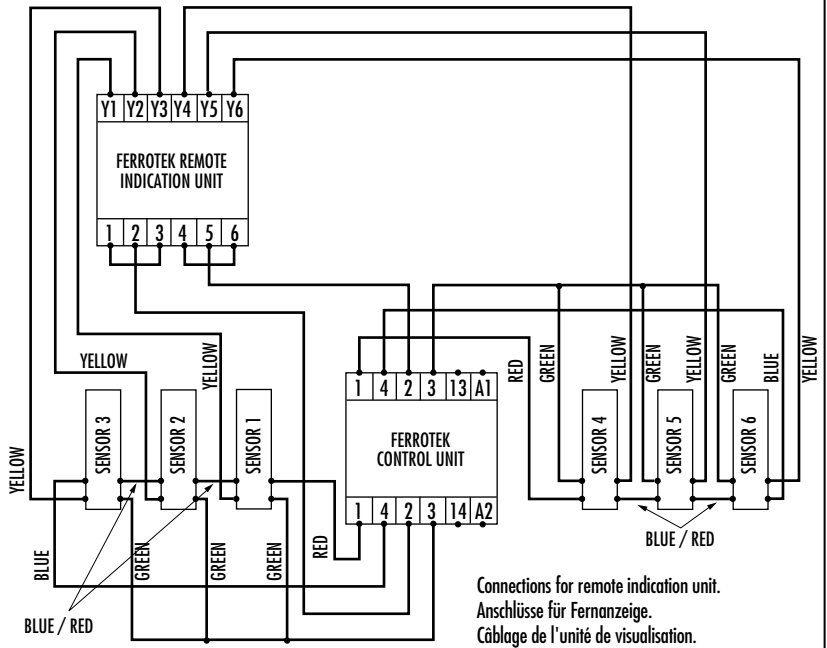 Y1 Y2 Y3 Y4 Y5 Y6
FERROTEK REMOTE
INDICATION UNIT
1 2 3 4 5 6
YELLOW
YELLOW
YELLOW
SENSOR 3
SENSOR 2
SENSOR 1
BLUE
GREEN
GREEN
GREEN
RED
BLUE / RED
1 4 2 3 13 A1
FERROTEK
CONTROL UNIT
1 4 2 3 14 A2
RED
GREEN
YELLOW
GREEN
YELLOW
GREEN
BLUE
YELLOW
SENSOR 4
SENSOR 5
SENSOR 6
BLUE / RED
Connections for remote indication unit.
Anschlüsse für Fernanzeige.
Câblage de l'unité de visualisation.